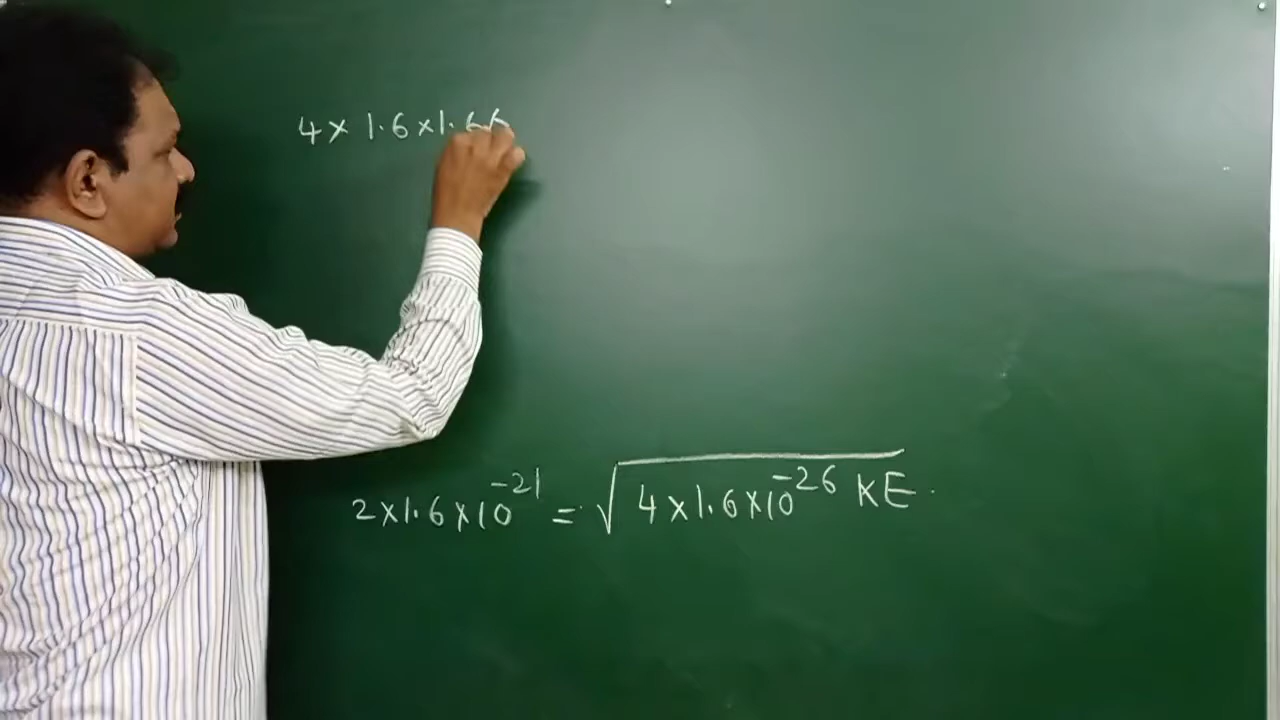 4 × 1.6 × 1.66
2 × 1.6 × 10⁻²¹ = √(4 × 1.6 × 10⁻²⁶ KE)